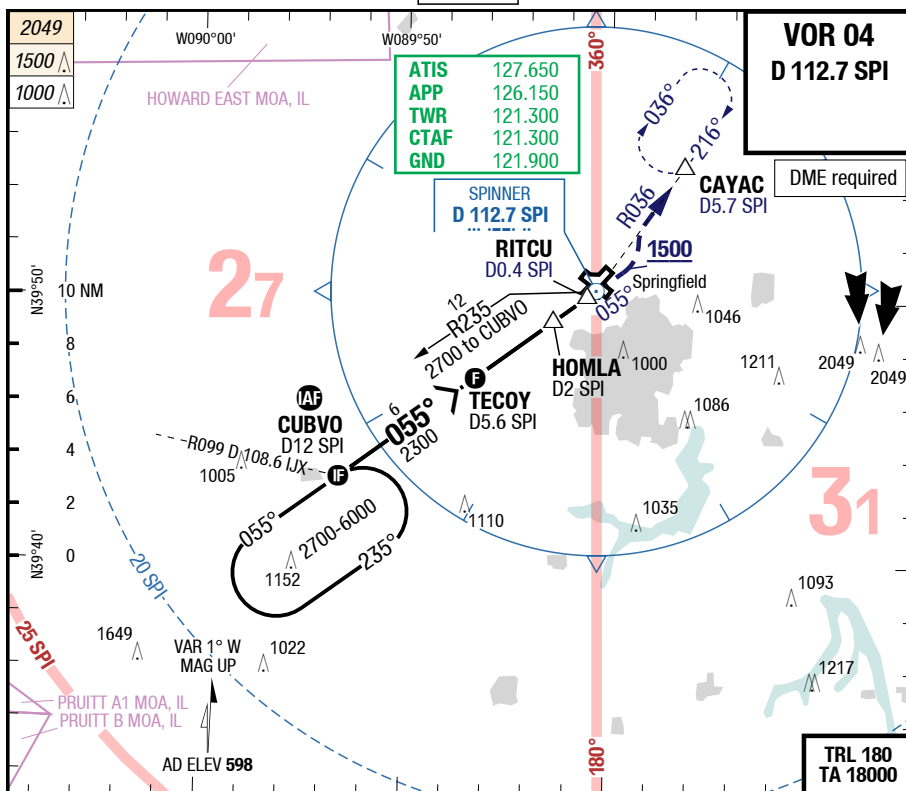 2049
1500
1000
W090°00'
W089°50'
HOWARD EAST MOA, IL
ATIS 127.650
APP 126.150
TWR 121.300
CTAF 121.300
GND 121.900
360°
VOR 04
D 112.7 SPI
DME required
036°
216°
CAYAC
D5.7 SPI
R036
SPINNER
D 112.7 SPI
RITCU
D0.4 SPI
1500
Springfield
055°
N39°50'
10 NM
27
12
R235
2700 to CUBVO
1046
HOMLA
D2 SPI
1000
1211
2049
2049
8
6
4
2
0
F
TECOY
D5.6 SPI
IAF
CUBVO
D12 SPI
6
055°
2300
1086
R099 D 108.6 IJX
1005
IF
31
1110
1035
055°
2700-6000
235°
1152
N39°40'
20 SPI
1093
25 SPI
1649
VAR 1° W
MAG UP
1022
1217
PRUITT A1 MOA, IL
PRUITT B MOA, IL
AD ELEV 598
180°
TRL 180
TA 18000